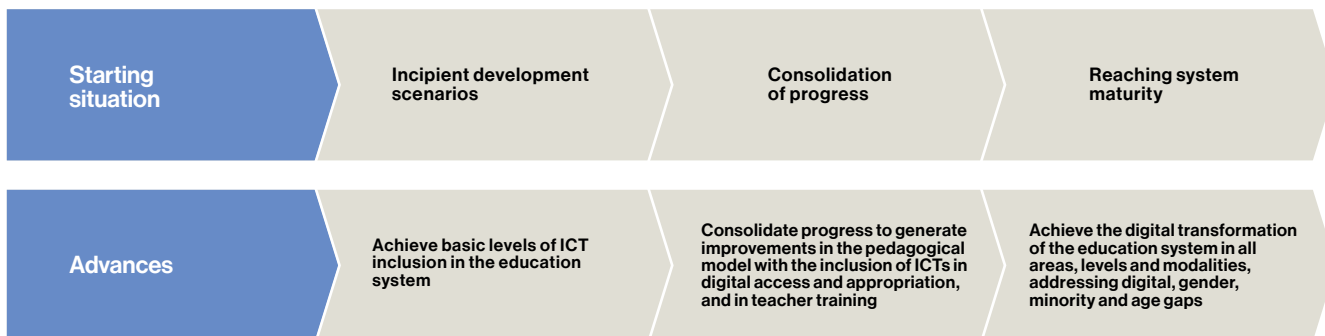 Starting
situation
Incipient development
scenarios
Consolidation
of progress
Reaching system
maturity
Advances
Achieve basic levels of ICT
inclusion in the education
system
Consolidate progress to generate
improvements in the pedagogical
model with the inclusion of ICTs in
digital access and appropriation,
and in teacher training
Achieve the digital transformation
of the education system in all
areas, levels and modalities,
addressing digital, gender,
minority and age gaps